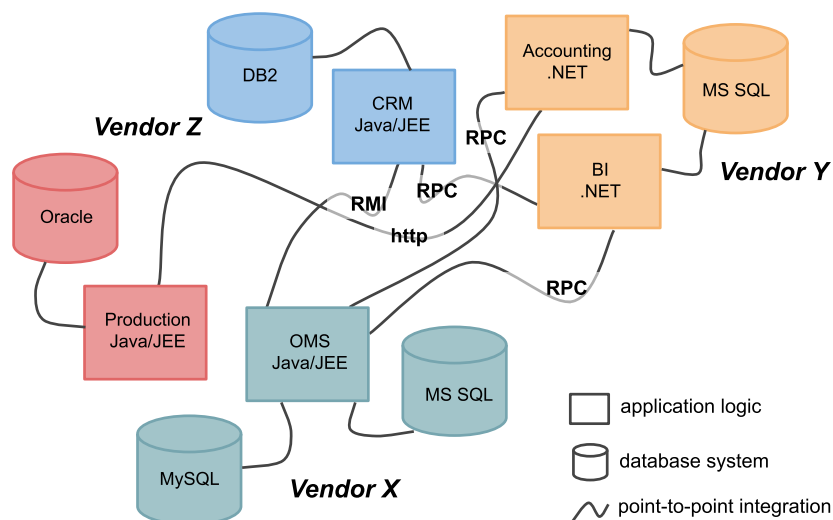 DB2
CRM
Java/JEE
Accounting
.NET
MS SQL
Vendor Z
RPC
Vendor Y
BI
.NET
RPC
RMI
Oracle
http
RPC
Production
Java/JEE
OMS
Java/JEE
MS SQL
MySQL
Vendor X
application logic
database system
point-to-point integration